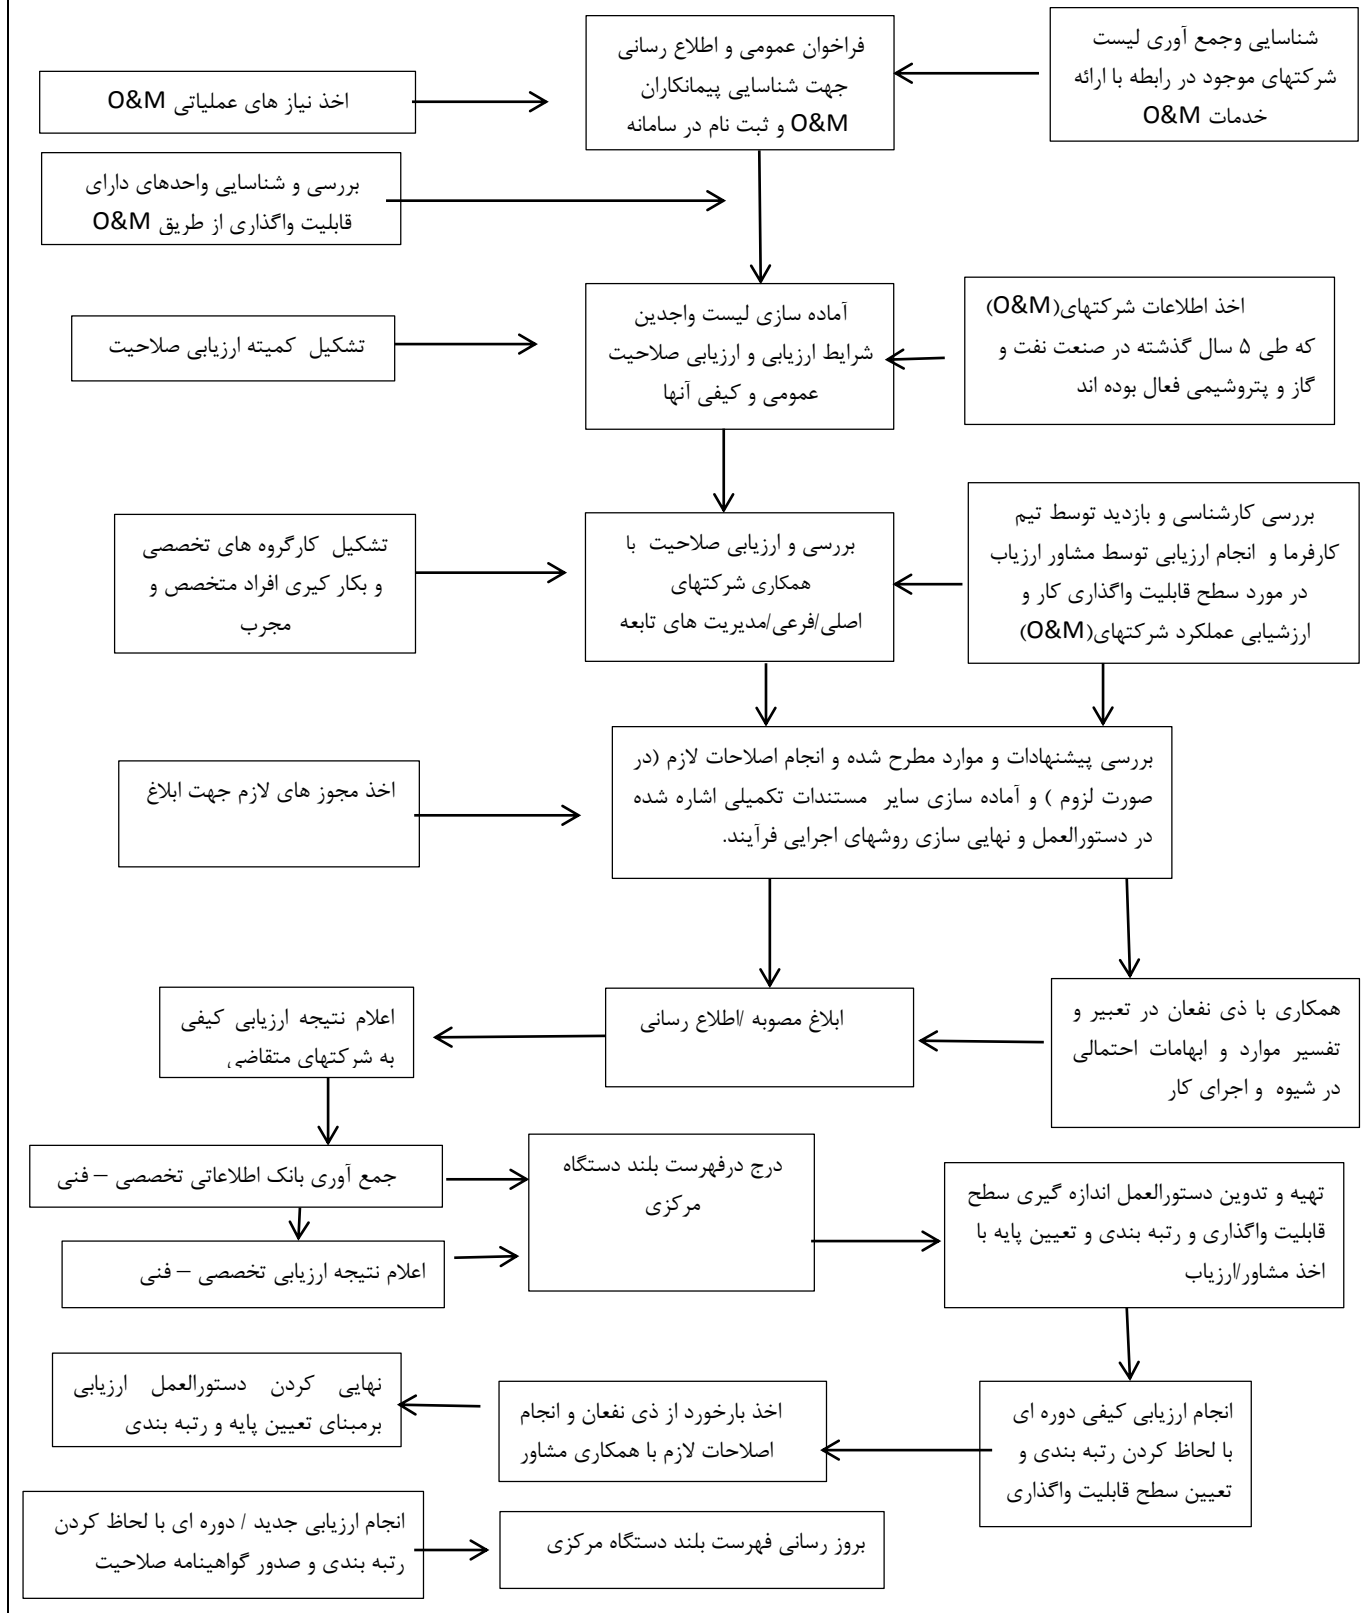 شناسایی وجمع آوری لیست
شرکتهای موجود در رابطه با ارائه
خدمات O&M
فراخوان عمومی و اطلاع رسانی
جهت شناسایی پیمانکاران
O&M و ثبت نام در سامانه
اخذ نیاز های عملیاتی O&M
بررسی و شناسایی واحدهای دارای
قابلیت واگذاری از طریق O&M
اخذ اطلاعات شرکتهای(O&M)
که طی ۵ سال گذشته در صنعت نفت و
گاز و پتروشیمی فعال بوده اند
آماده سازی لیست واجدین
شرایط ارزیابی و ارزیابی صلاحیت
عمومی و کیفی آنها
تشکیل کمیته ارزیابی صلاحیت
بررسی کارشناسی و بازدید توسط تیم
کارفرما و انجام ارزیابی توسط مشاور ارزیاب
در مورد سطح قابلیت واگذاری کار و
ارزشیابی عملکرد شرکتهای(O&M)
بررسی و ارزیابی صلاحیت با
همکاری شرکتهای
اصلی/فرعی/مدیریت های تابعه
تشکیل کارگروه های تخصصی
و بکار کیری افراد متخصص و
مجرب
بررسی پیشنهادات و موارد مطرح شده و انجام اصلاحات لازم (در
صورت لزوم ) و آماده سازی سایر مستندات تکمیلی اشاره شده
در دستورالعمل و نهایی سازی روشهای اجرایی فرآیند.
اخذ مجوز های لازم جهت ابلاغ
همکاری با ذی نفعان در تعبیر و
تفسیر موارد و ابهامات احتمالی
در شیوه و اجرای کار
ابلاغ مصوبه /اطلاع رسانی
اعلام نتیجه ارزیابی کیفی
به شرکتهای متقاضی
جمع آوری بانک اطلاعاتی تخصصی – فنی
اعلام نتیجه ارزیابی تخصصی – فنی
درج درفهرست بلند دستگاه
مرکزی
تهیه و تدوین دستورالعمل اندازه گیری سطح
قابلیت واگذاری و رتبه بندی و تعیین پایه با
اخذ مشاور/ارزیاب
انجام ارزیابی کیفی دوره ای
با لحاظ کردن رتبه بندی و
تعیین سطح قابلیت واگذاری
اخذ بارخورد از ذی نفعان و انجام
اصلاحات لازم با همکاری مشاور
نهایی کردن دستورالعمل ارزیابی
برمبنای تعیین پایه و رتبه بندی
انجام ارزیابی جدید / دوره ای با لحاظ کردن
رتبه بندی و صدور گواهینامه صلاحیت
بروز رسانی فهرست بلند دستگاه مرکزی